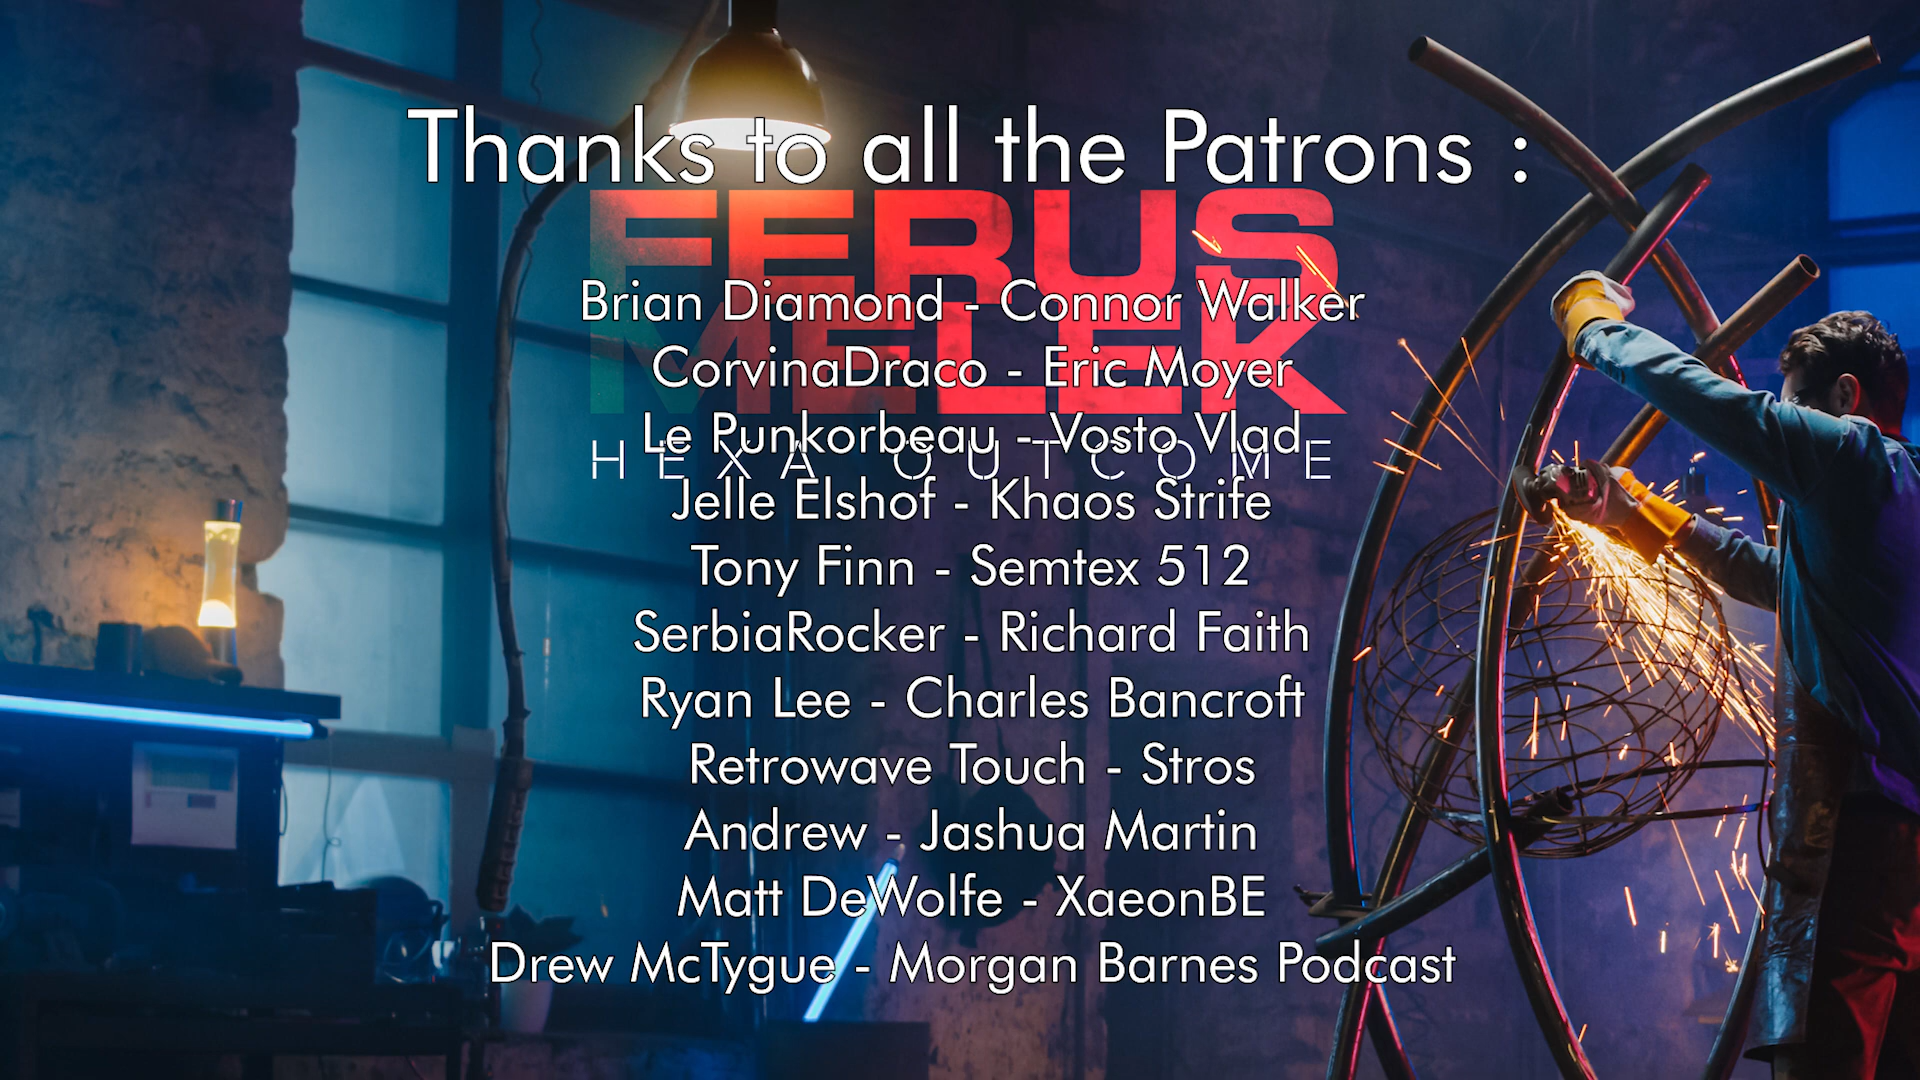 Thanks to all the Patrons :
FERUS
Brian Diamond - Connor Walker
MELEK
CorvinaDraco - Eric Moyer
Le Punkorbeau - Vosto Vlad
HEXA OUTCOME
Jelle Elshof - Khaos Strife
Tony Finn - Semtex 512
SerbiaRocker - Richard Faith
Ryan Lee - Charles Bancroft
Retrowave Touch - Stros
Andrew - Jashua Martin
Matt DeWolfe - XaeonBE
Drew McTygue - Morgan Barnes Podcast